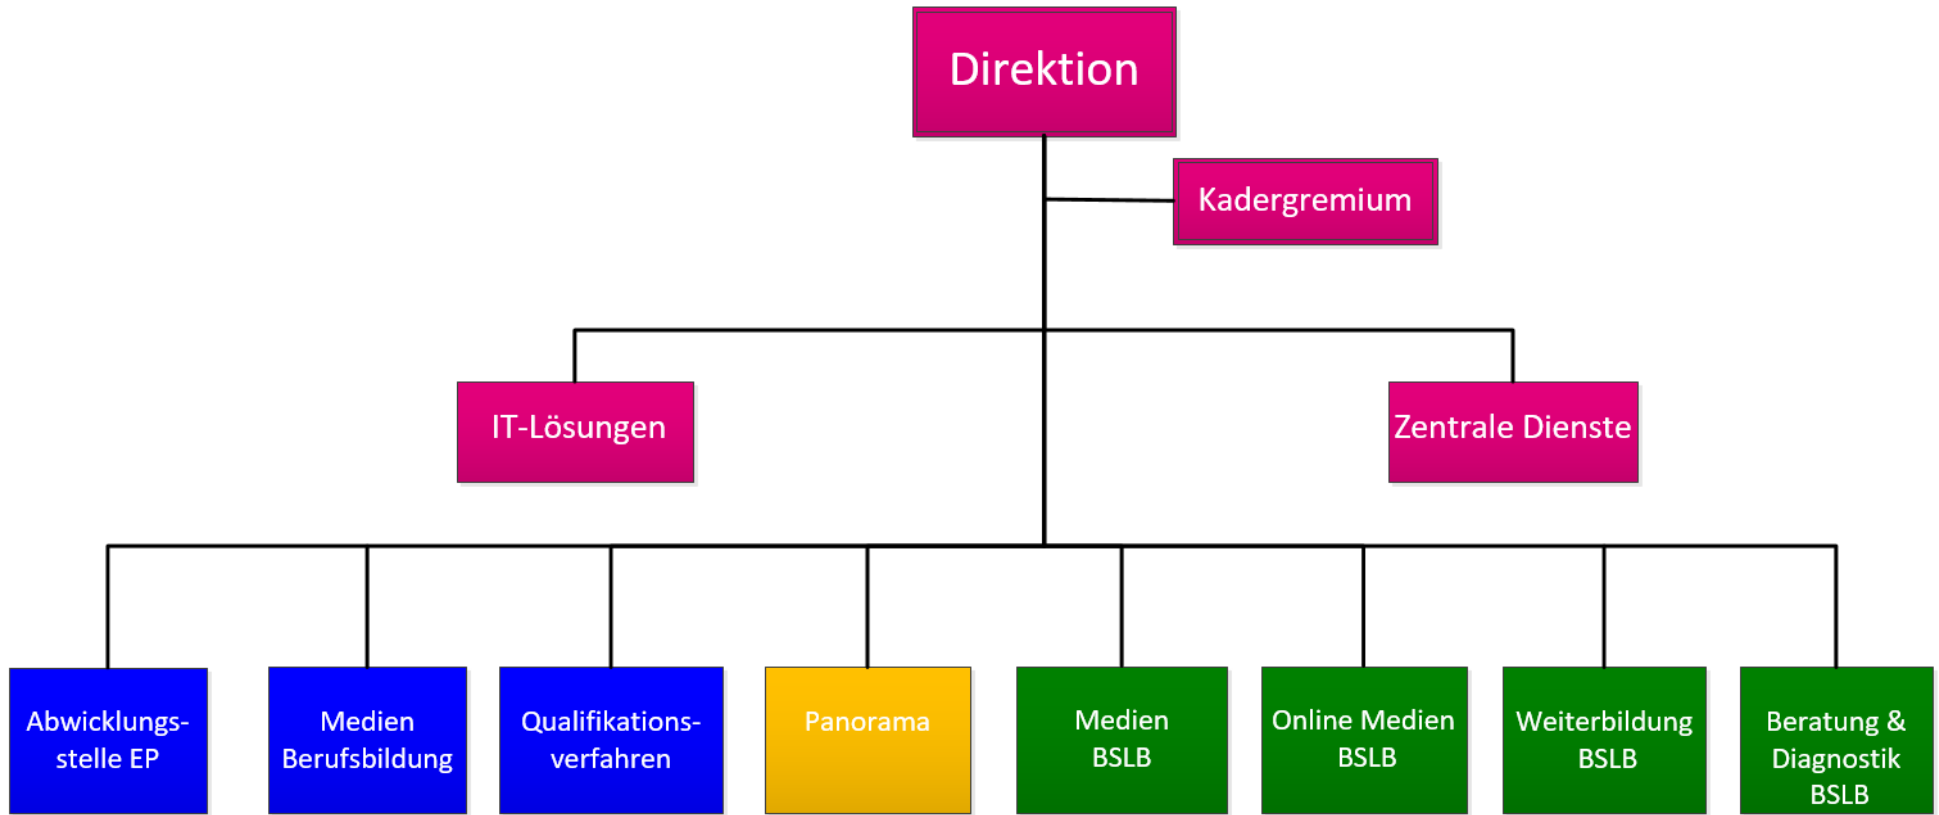 Direktion
Kadergremium
IT-Lösungen
Zentrale Dienste
Abwicklungs-
stelle EP
Medien
Berufsbildung
Qualifikations-
verfahren
Panorama
Medien
BSLB
Online Medien
BSLB
Weiterbildung
BSLB
Beratung &
Diagnostik
BSLB